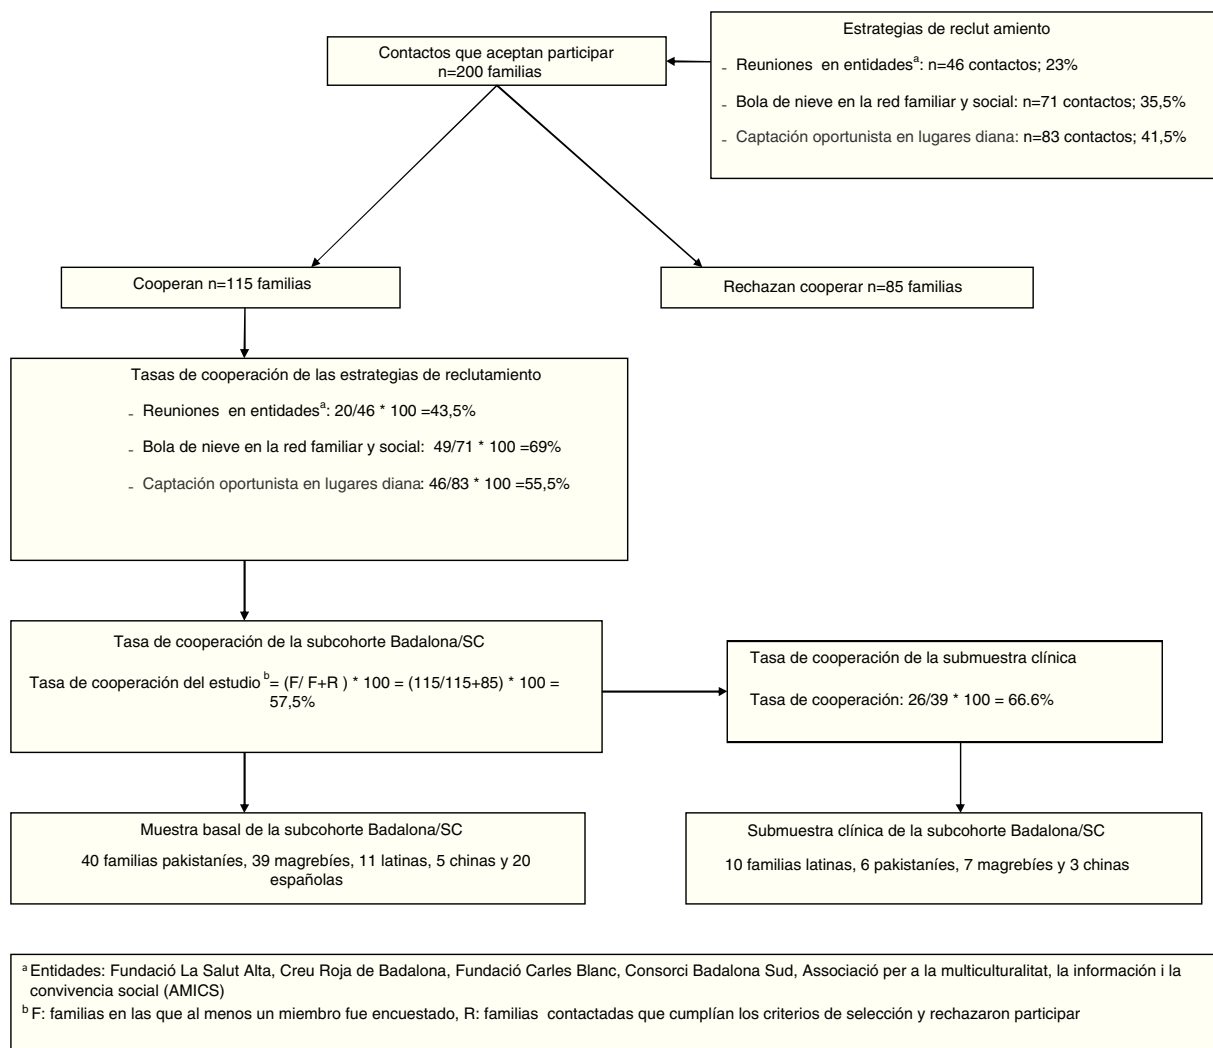 Estrategias de reclut amiento
Contactos que aceptan participar
n=200 familias
- Reuniones en entidadesª: n=46 contactos; 23%
- Bola de nieve en la red familiar y social: n=71 contactos; 35,5%
- Captación oportunista en lugares diana: n=83 contactos; 41,5%
Cooperan n=115 familias
Rechazan cooperar n=85 familias
Tasas de cooperación de las estrategias de reclutamiento
- Reuniones en entidadesª: 20/46 * 100 =43,5%
- Bola de nieve en la red familiar y social: 49/71 * 100 =69%
- Captación oportunista en lugares diana: 46/83 * 100 =55,5%
Tasa de cooperación de la subcohorte Badalona/SC
Tasa de cooperación del estudio ᵇ= (F/ F+R ) * 100 = (115/115+85) * 100 =
57,5%
Tasa de cooperación de la submuestra clínica
Tasa de cooperación: 26/39 * 100 = 66.6%
Muestra basal de la subcohorte Badalona/SC
40 familias pakistaníes, 39 magrebíes, 11 latinas, 5 chinas y 20
españolas
Submuestra clínica de la subcohorte Badalona/SC
10 familias latinas, 6 pakistaníes, 7 magrebíes y 3 chinas
ª Entidades: Fundació La Salut Alta, Creu Roja de Badalona, Fundació Carles Blanc, Consorci Badalona Sud, Associació per a la multiculturalitat, la información i la
convivencia social (AMICS)
ᵇ F: familias en las que al menos un miembro fue encuestado, R: familias contactadas que cumplían los criterios de selección y rechazaron participar